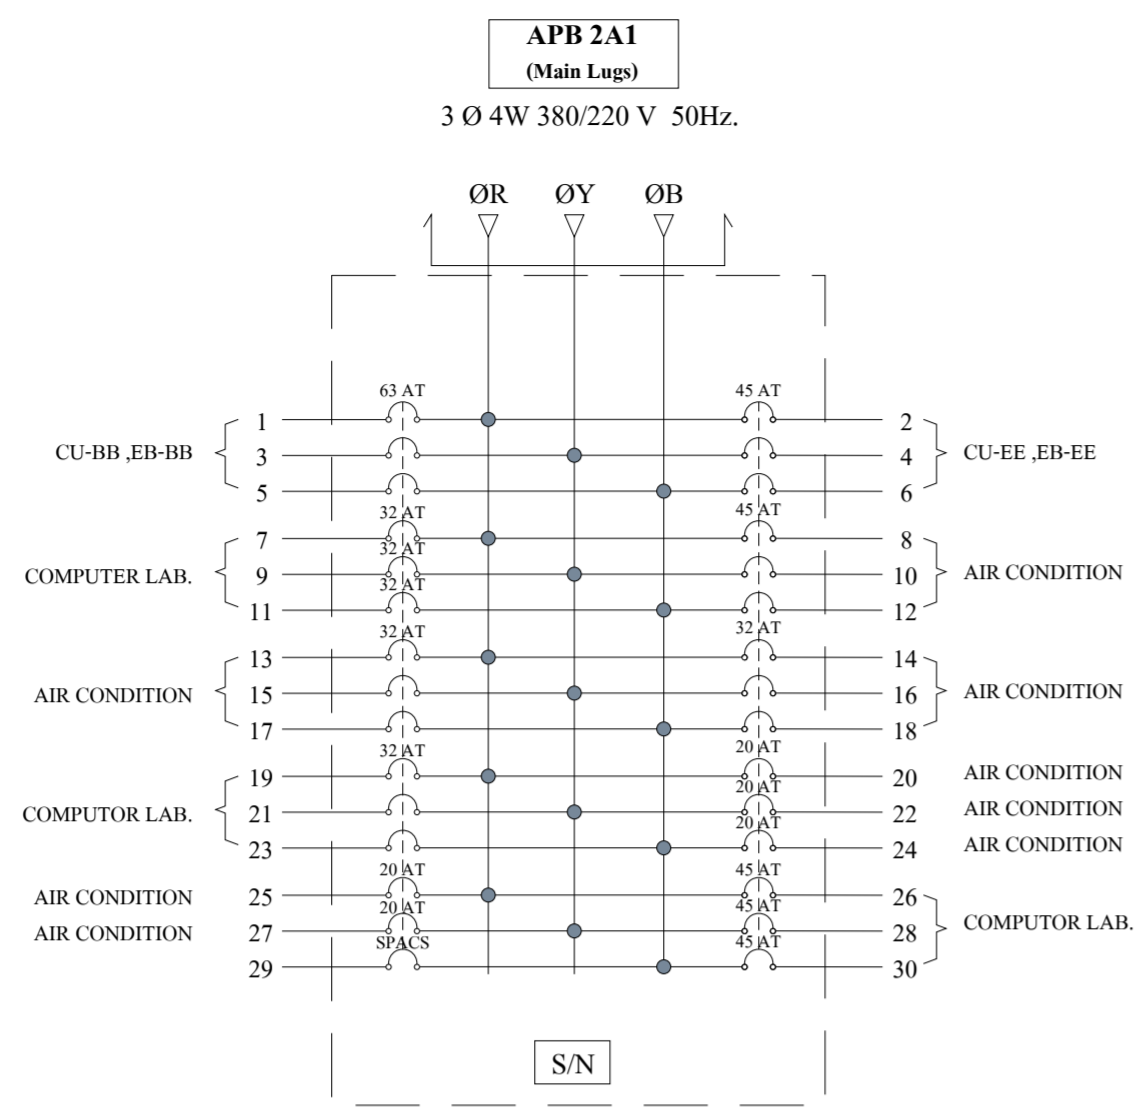 APB 2A1
(Main Lugs)
3 Ø 4W 380/220 V 50Hz.
ØR ØY ØB
63 AT 45 AT
1 2
CU-BB ,EB-BB 3 4 CU-EE ,EB-EE
5 6
32 AT 45 AT
7 8
32 AT
COMPUTER LAB. 9 10 AIR CONDITION
32 AT
11 12
32 AT 32 AT
13 14
AIR CONDITION 15 16 AIR CONDITION
17 18
32 AT 20 AT
19 20 AIR CONDITION
20 AT
COMPUTOR LAB. 21 22 AIR CONDITION
20 AT
23 24 AIR CONDITION
20 AT 45 AT
AIR CONDITION 25 26
20 AT 45 AT
AIR CONDITION 27 28 COMPUTOR LAB.
SPACS 45 AT
29 30
S/N